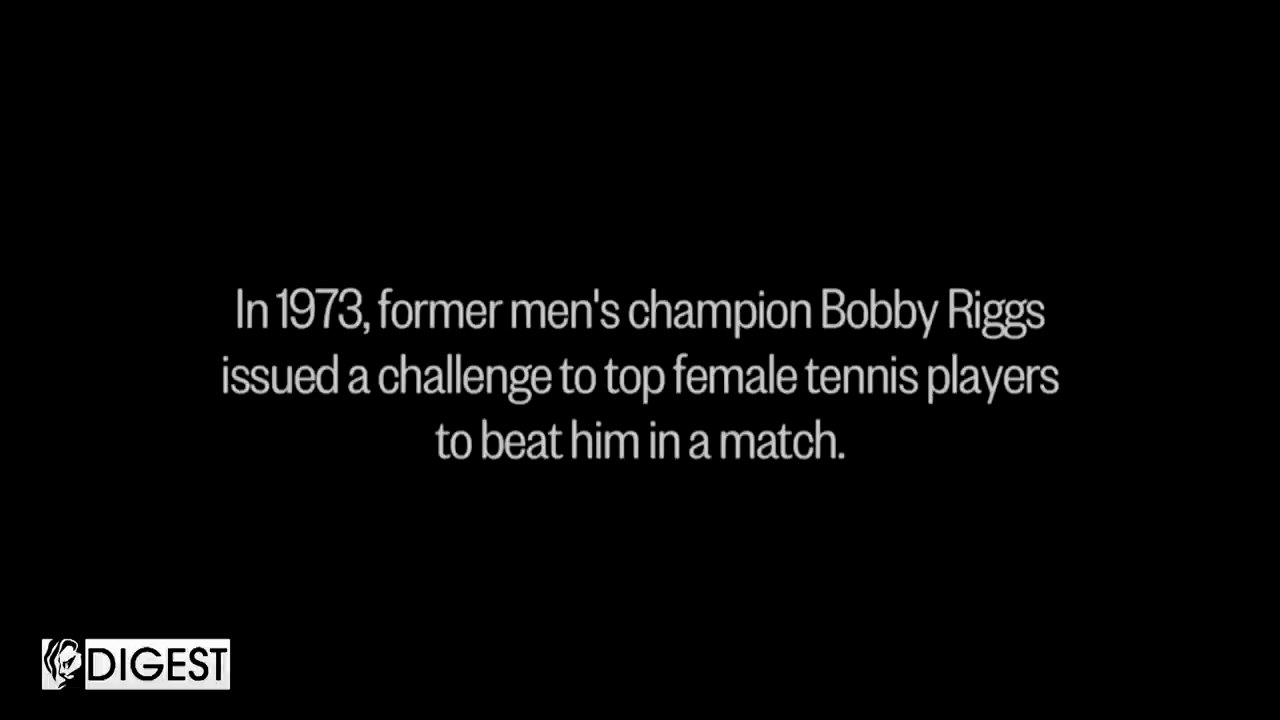 In 1973, former men's champion Bobby Riggs
issued a challenge to top female tennis players
to beat him in a match.
DIGEST